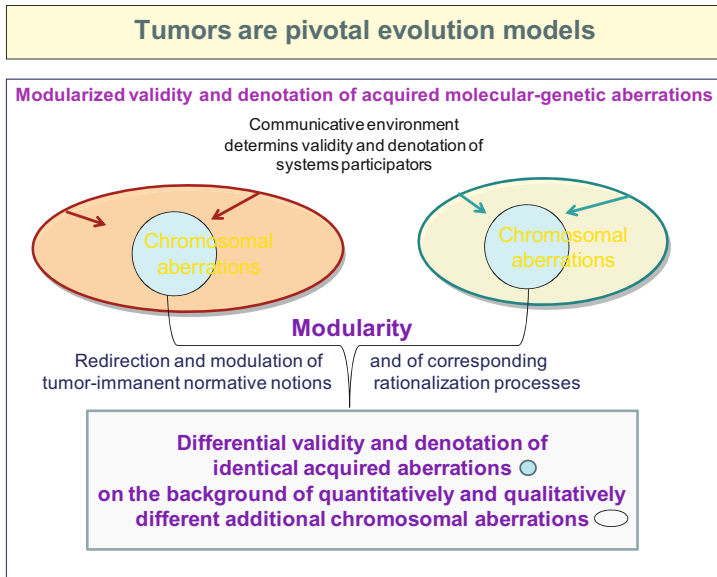 Tumors are pivotal evolution models
Modularized validity and denotation of acquired molecular-genetic aberrations
Communicative environment
determins validity and denotation of
systems participators
Chromosomal
aberrations
Chromosomal
aberrations
Modularity
Redirection and modulation of
tumor-immanent normative notions
and of corresponding
rationalization processes
Differential validity and denotation of
identical acquired aberrations
on the background of quantitatively and qualitatively
different additional chromosomal aberrations